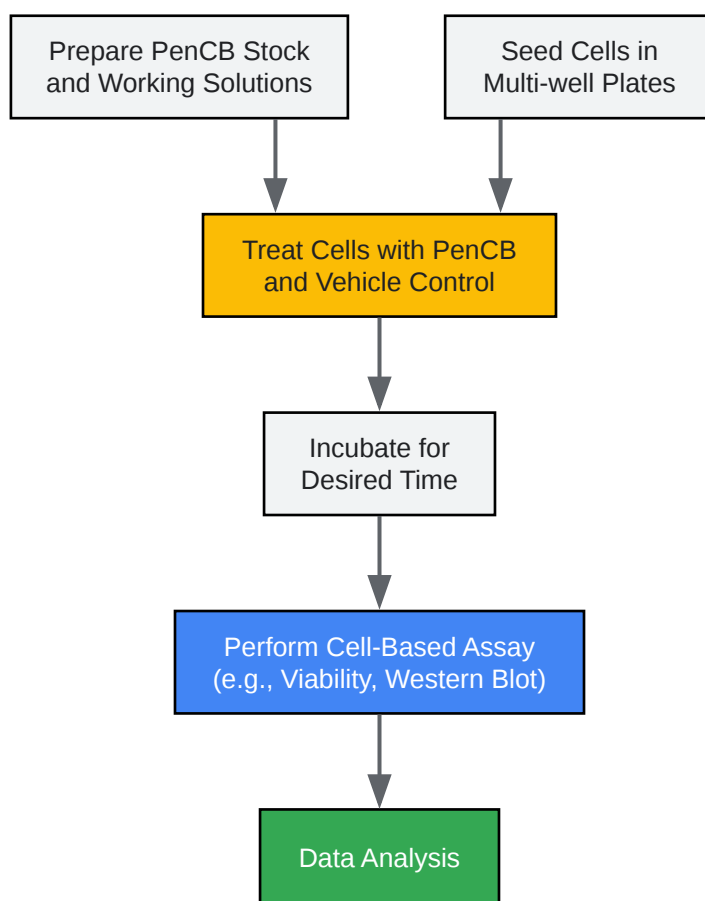 Prepare PenCB Stock
and Working Solutions
Seed Cells in
Multi-well Plates
Treat Cells with PenCB
and Vehicle Control
Incubate for
Desired Time
Perform Cell-Based Assay
(e.g., Viability, Western Blot)
Data Analysis